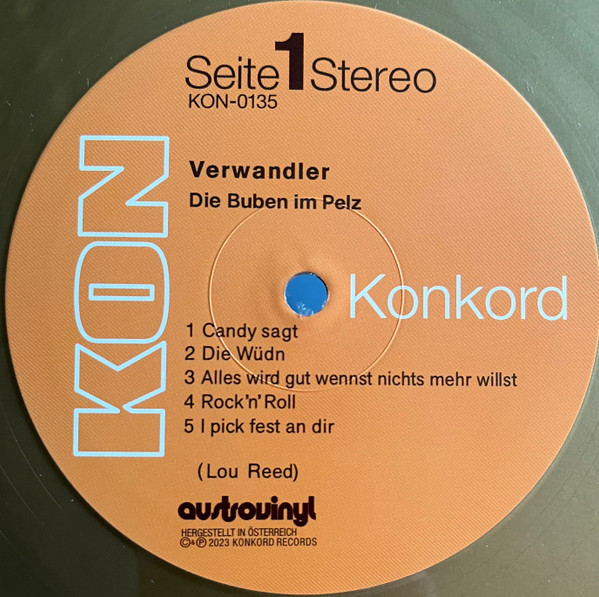 Seite 1 Stereo
KON-0135
KON
Verwandler
Die Buben im Pelz
Konkord
1 Candy sagt
2 Die Wüdn
3 Alles wird gut wennst nichts mehr willst
4 Rock'n'Roll
5 I pick fest an dir
(Lou Reed)
austrovinyl
HERGESTELLT IN ÖSTERREICH
©&℗ 2023 KONKORD RECORDS